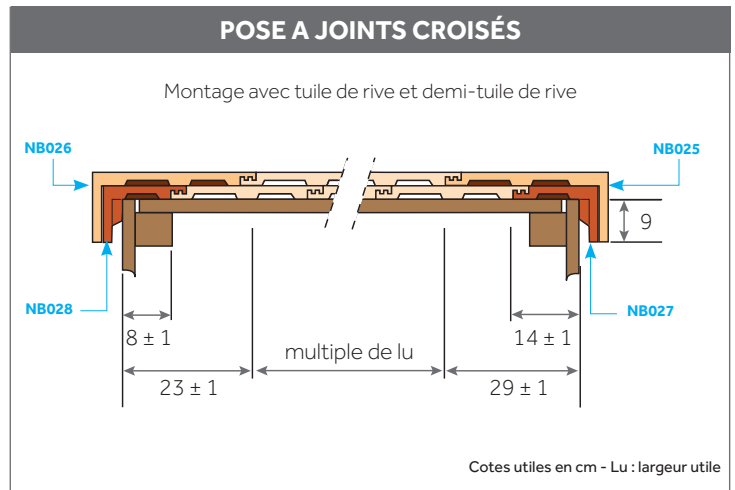 POSE A JOINTS CROISÉS
Montage avec tuile de rive et demi-tuile de rive
NB026
NB025
9
NB028
NB027
8 ± 1
14 ± 1
multiple de lu
23 ± 1
29 ± 1
Cotes utiles en cm - Lu : largeur utile